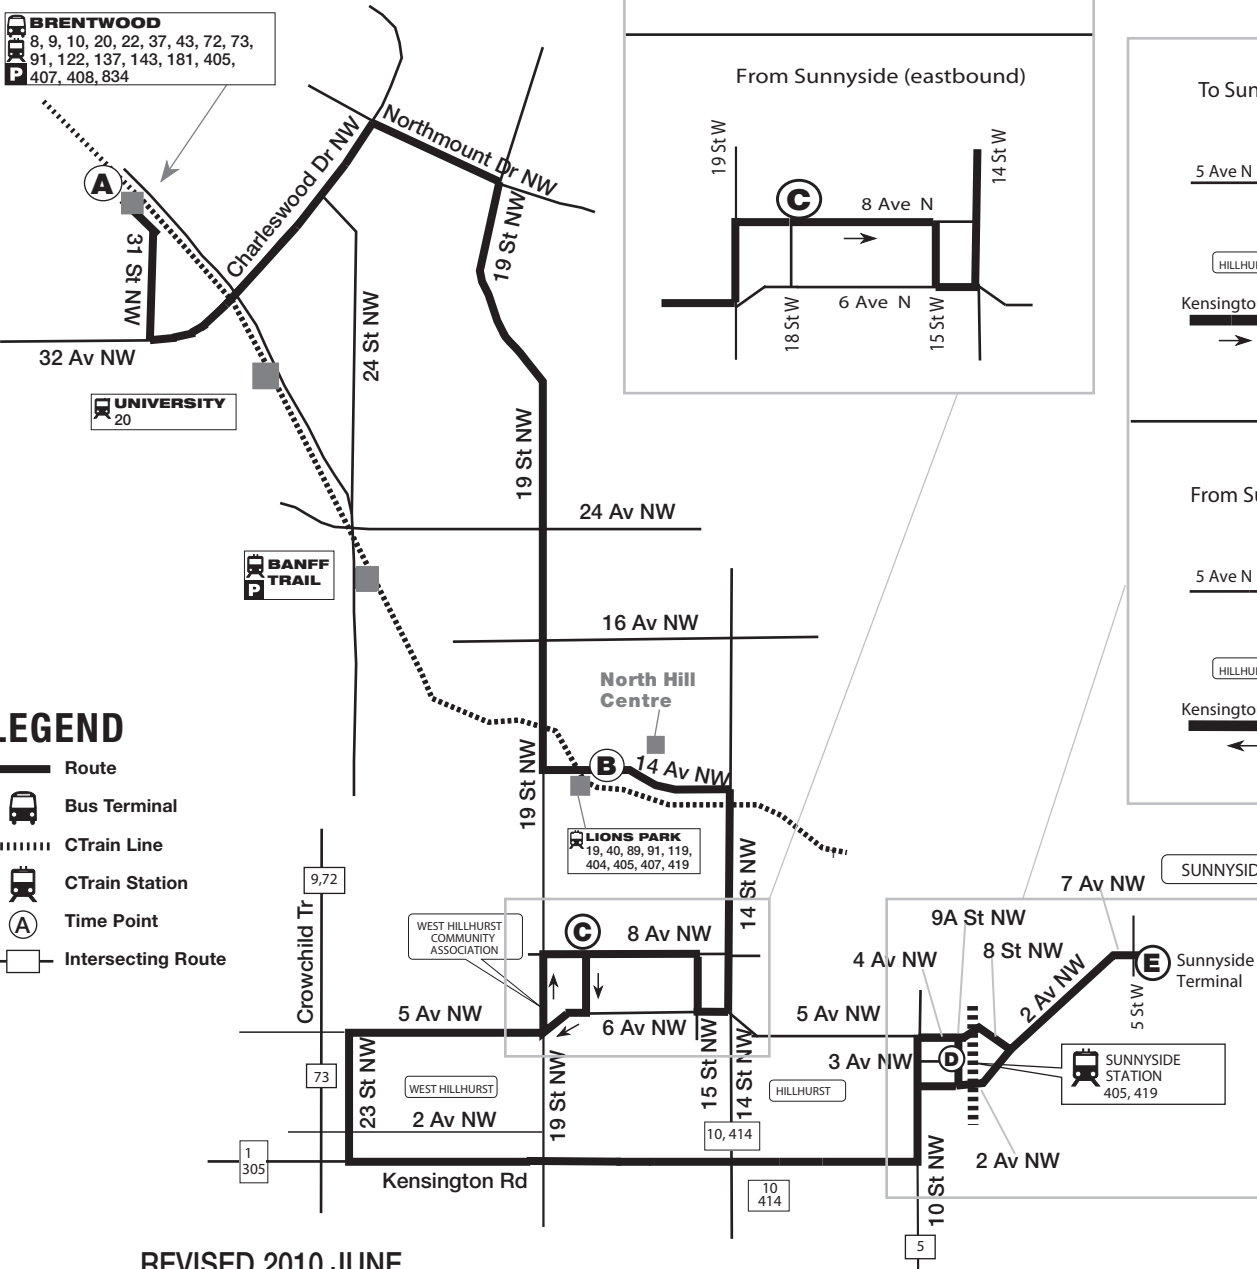 BRENTWOOD
8, 9, 10, 20, 22, 37, 43, 72, 73,
91, 122, 137, 143, 181, 405,
P 407, 408, 834
From Sunnyside (eastbound)
19 St W
14 St W
C
8 Ave N
6 Ave N
18 St W
15 St W
To Sun
5 Ave N
HILLHU
Kensingto
From Su
5 Ave N
HILLHU
Kensingto
A
31 St NW
32 Av NW
Charleswood Dr NW
Northmount Dr NW
19 St NW
24 St NW
UNIVERSITY
20
19 St NW
24 Av NW
BANFF
P TRAIL
16 Av NW
North Hill
Centre
B
14 Av NW
19 St NW
LIONS PARK
19, 40, 89, 91, 119,
404, 405, 407, 419
14 St NW
LEGEND
Route
Bus Terminal
CTrain Line
CTrain Station
A Time Point
Intersecting Route
9,72
Crowchild Tr
73
1
305
WEST HILLHURST
COMMUNITY
ASSOCIATION
C
8 Av NW
5 Av NW
6 Av NW
5 Av NW
23 St NW
WEST HILLHURST
2 Av NW
19 St NW
15 St NW
14 St NW
HILLHURST
10, 414
Kensington Rd
10
414
SUNNYSID
7 Av NW
9A St NW
4 Av NW
8 St NW
2 Av NW
E
Sunnyside
Terminal
5 St W
3 Av NW
D
SUNNYSIDE
STATION
405, 419
2 Av NW
10 St NW
5
REVISED 2010 JUNE